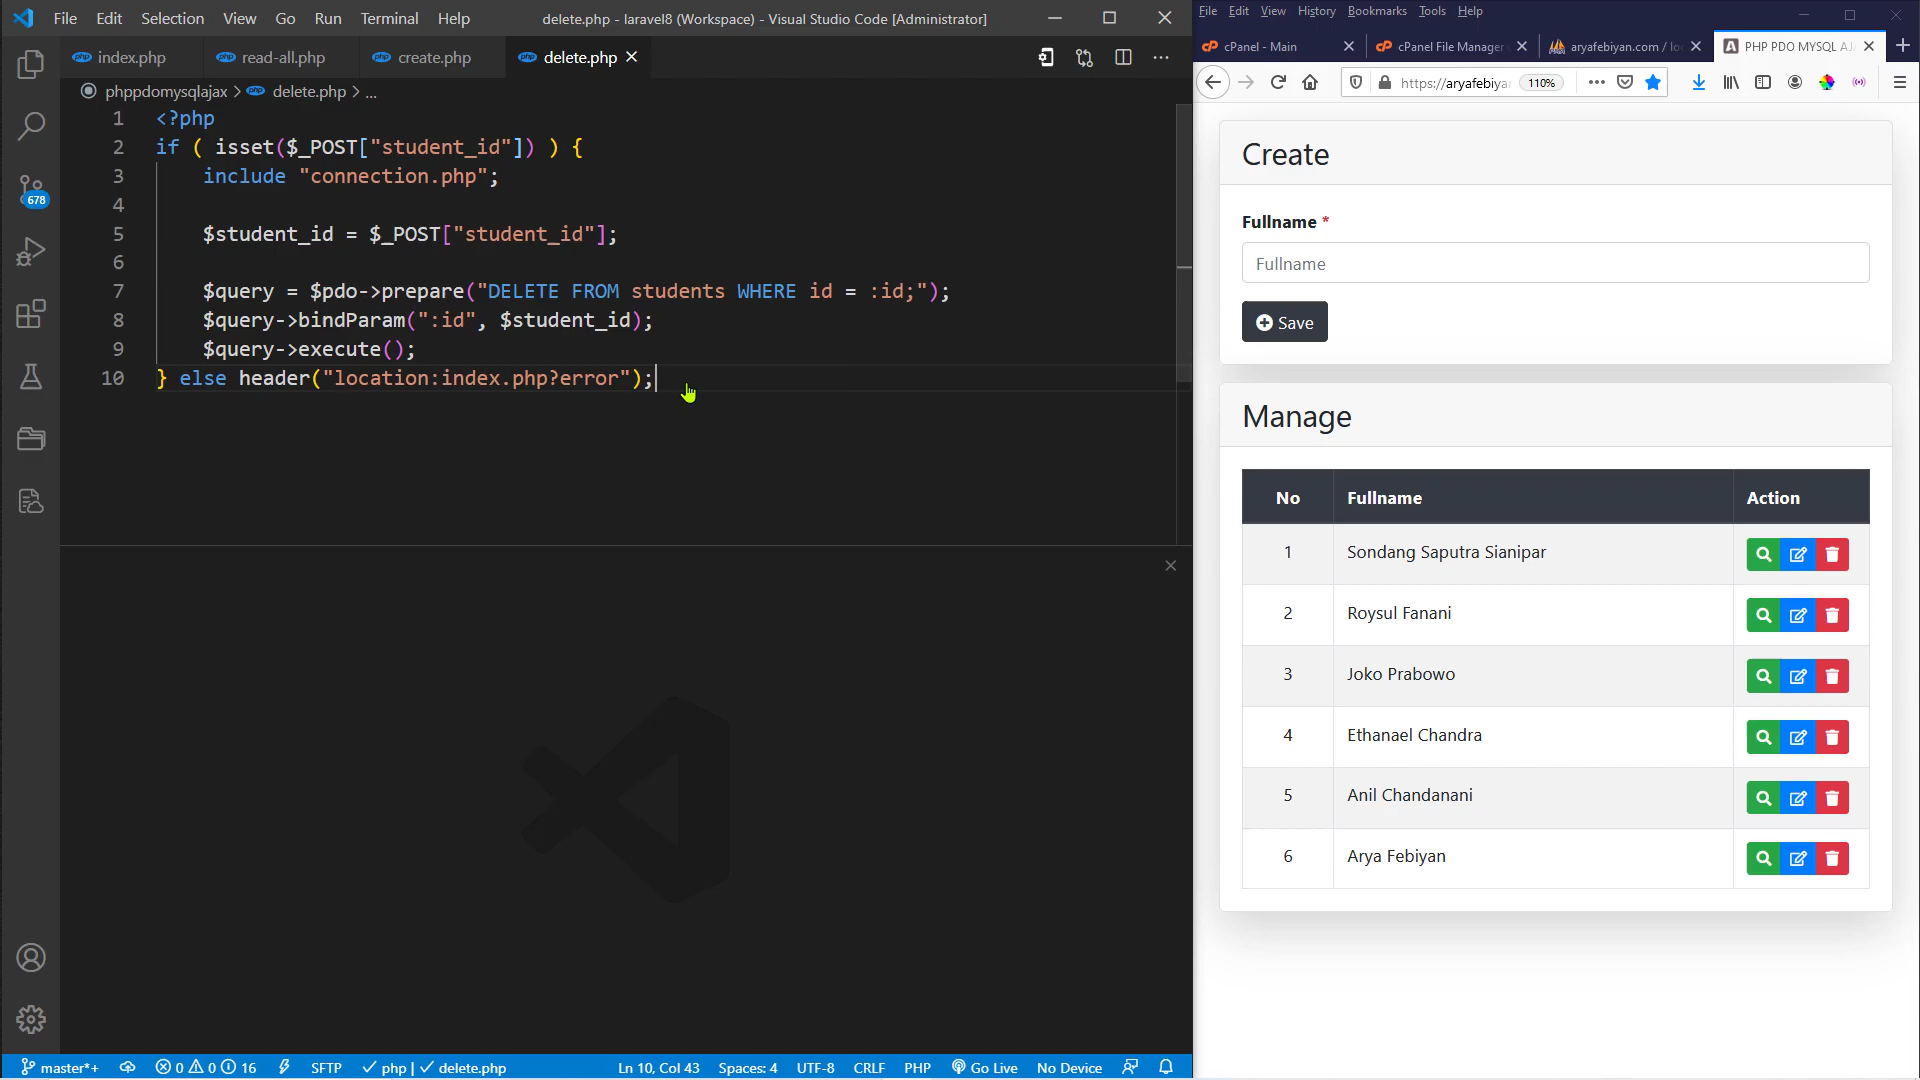 File Edit Selection View Go Run Terminal Help
delete.php - laravel8 (Workspace) - Visual Studio Code [Administrator]
index.php
read-all.php
create.php
delete.php
phppdomysqlajax > delete.php > ...
678
1 <?php
2 if ( isset($_POST["student_id"]) ) {
3 include "connection.php";
4
5 $student_id = $_POST["student_id"];
6
7 $query = $pdo->prepare("DELETE FROM students WHERE id = :id;");
8 $query->bindParam(":id", $student_id);
9 $query->execute();
10 } else header("location:index.php?error");
master*+
0 0 16
SFTP
php | delete.php
Ln 10, Col 43
Spaces: 4
UTF-8
CRLF
PHP
Go Live
No Device
File Edit View History Bookmarks Tools Help
cPanel - Main
cPanel File Manager
aryafebiyan.com / lo
PHP PDO MYSQL AJA
https://aryafebiya
110%
Create
Fullname *
Fullname
Save
Manage
No Fullname Action
1 Sondang Saputra Sianipar
2 Roysul Fanani
3 Joko Prabowo
4 Ethanael Chandra
5 Anil Chandanani
6 Arya Febiyan